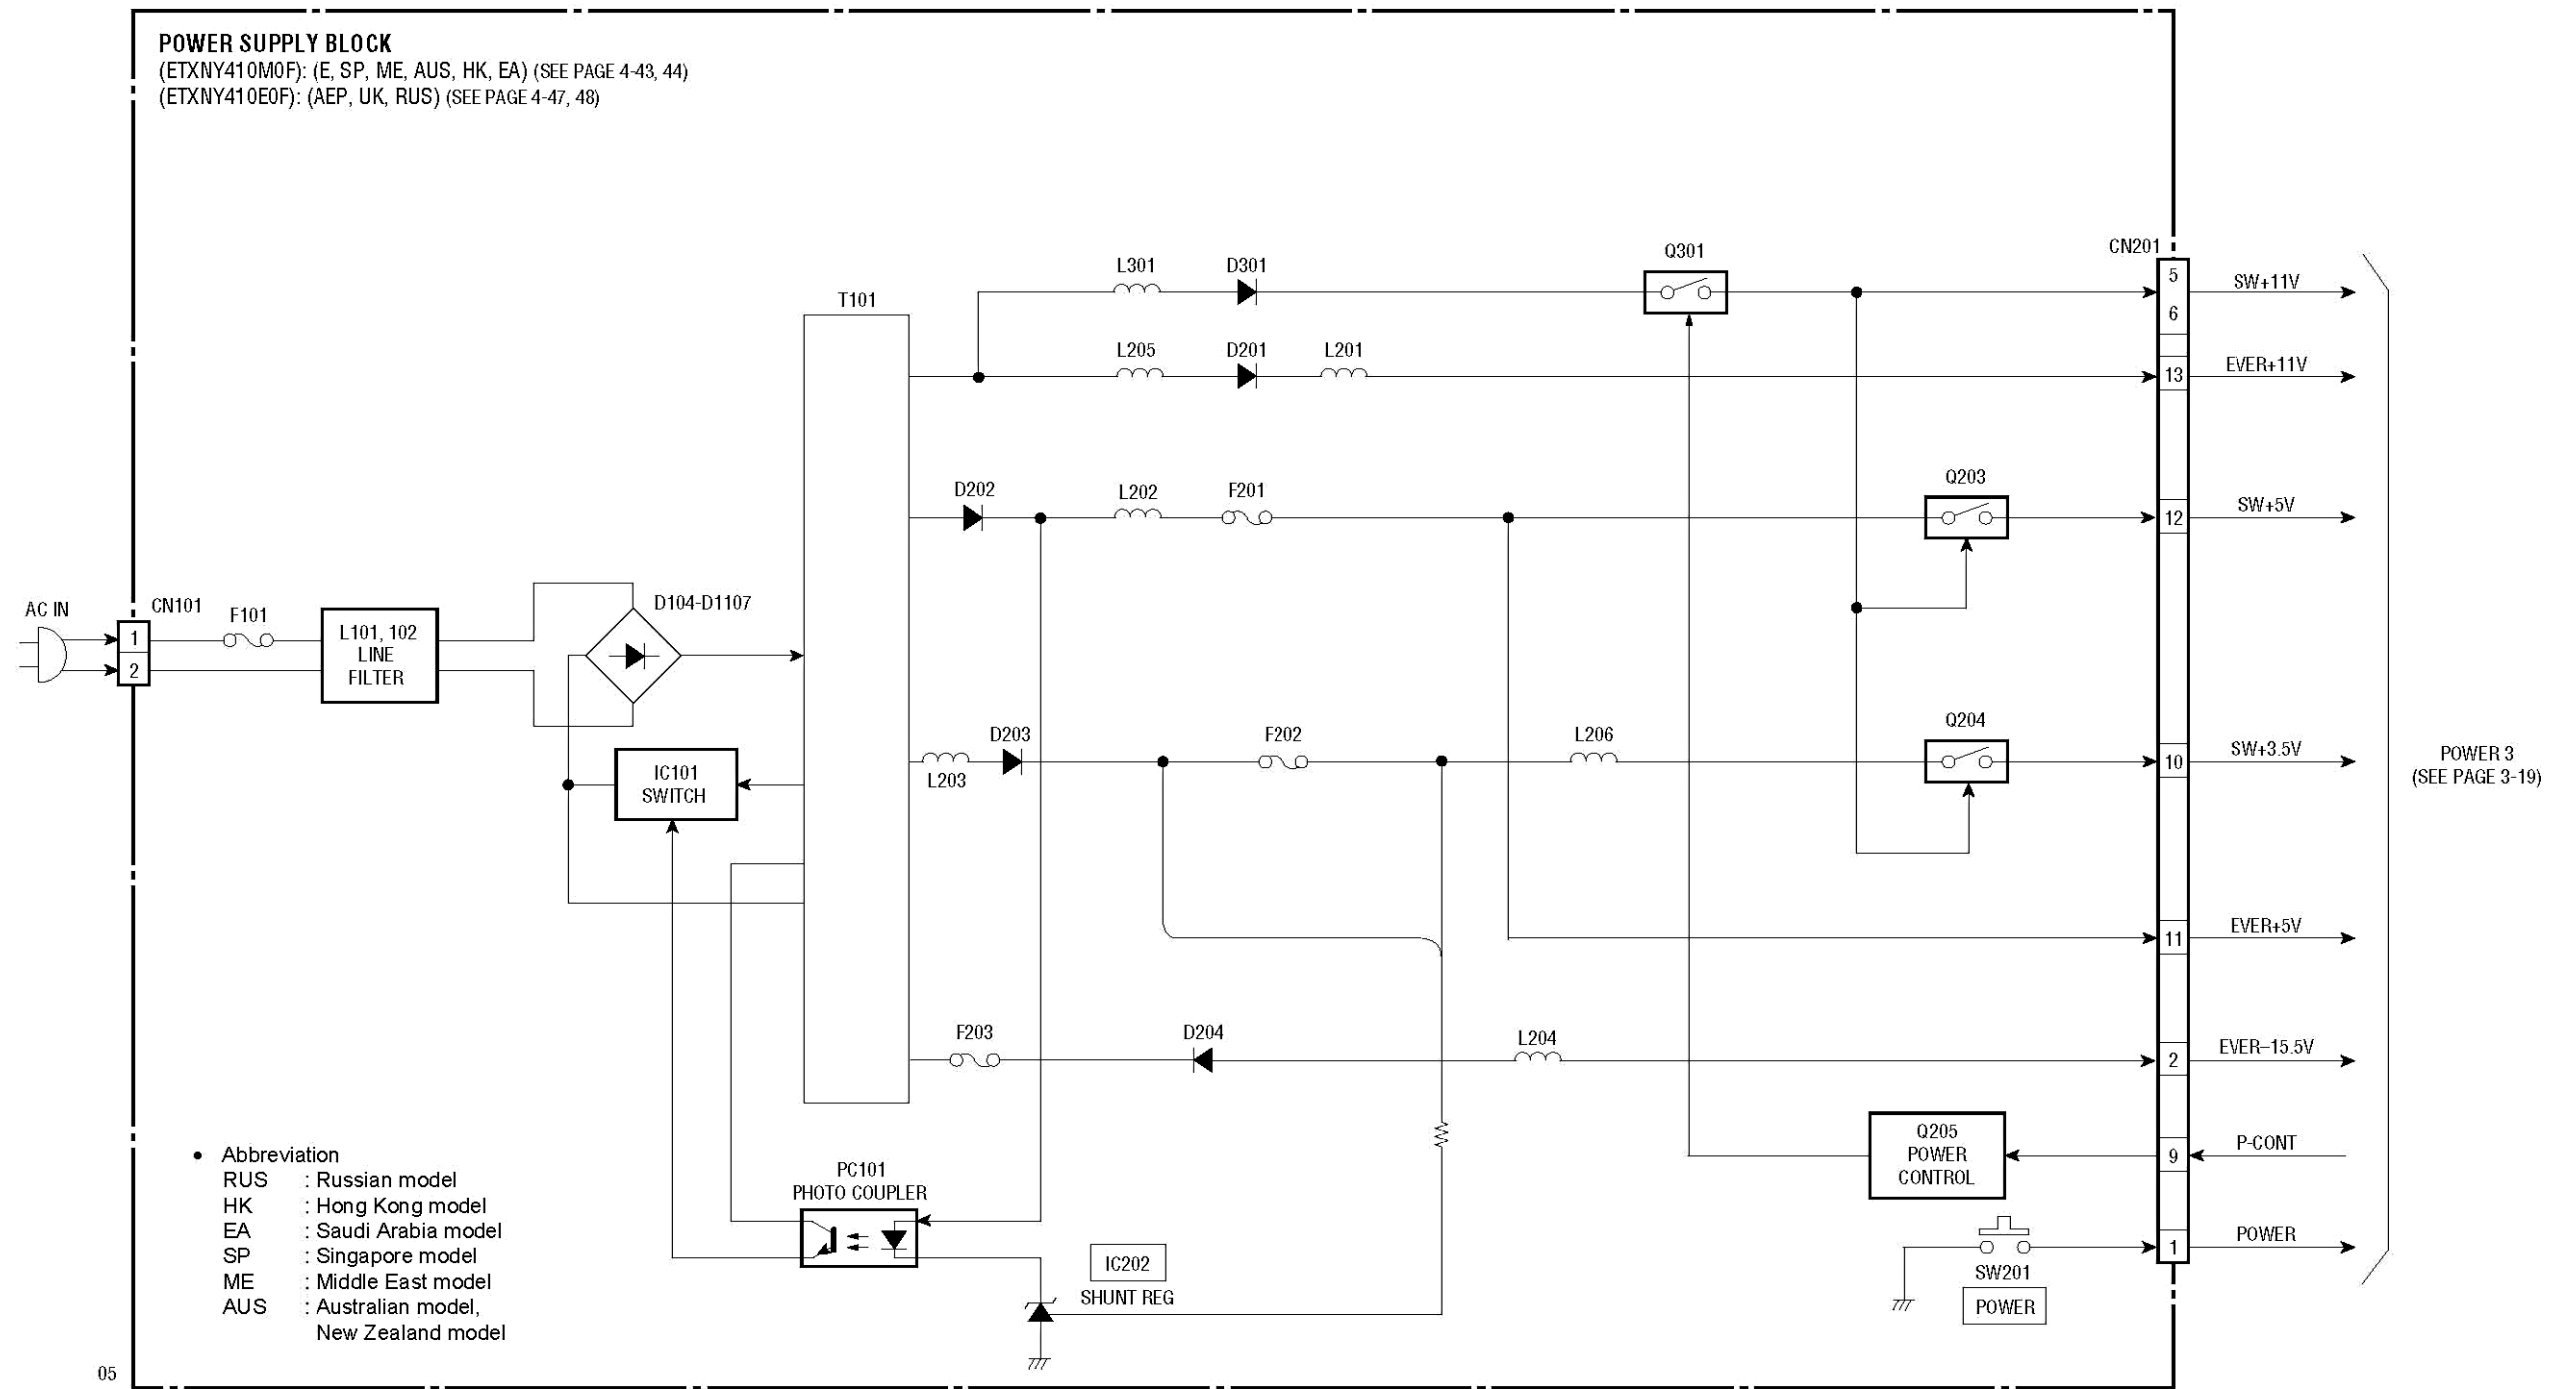 POWER SUPPLY BLOCK
(ETXNY410M0F): (E, SP, ME, AUS, HK, EA) (SEE PAGE 4-43, 44)
(ETXNY410E0F): (AEP, UK, RUS) (SEE PAGE 4-47, 48)
Q301
CN201
L301
D301
5
SW+11V
T101
6
L205
D201
L201
13
EVER+11V
Q203
D202
L202
F201
12
SW+5V
AC IN
CN101
F101
D104-D1107
1
2
L101, 102
LINE
FILTER
Q204
D203
F202
L206
L203
10
SW+3.5V
POWER 3
(SEE PAGE 3-19)
IC101
SWITCH
11
EVER+5V
F203
D204
L204
2
EVER–15.5V
Q205
POWER
CONTROL
9
P-CONT
PC101
PHOTO COUPLER
1
POWER
SW201
POWER
IC202
SHUNT REG
• Abbreviation
RUS : Russian model
HK : Hong Kong model
EA : Saudi Arabia model
SP : Singapore model
ME : Middle East model
AUS : Australian model,
New Zealand model
05